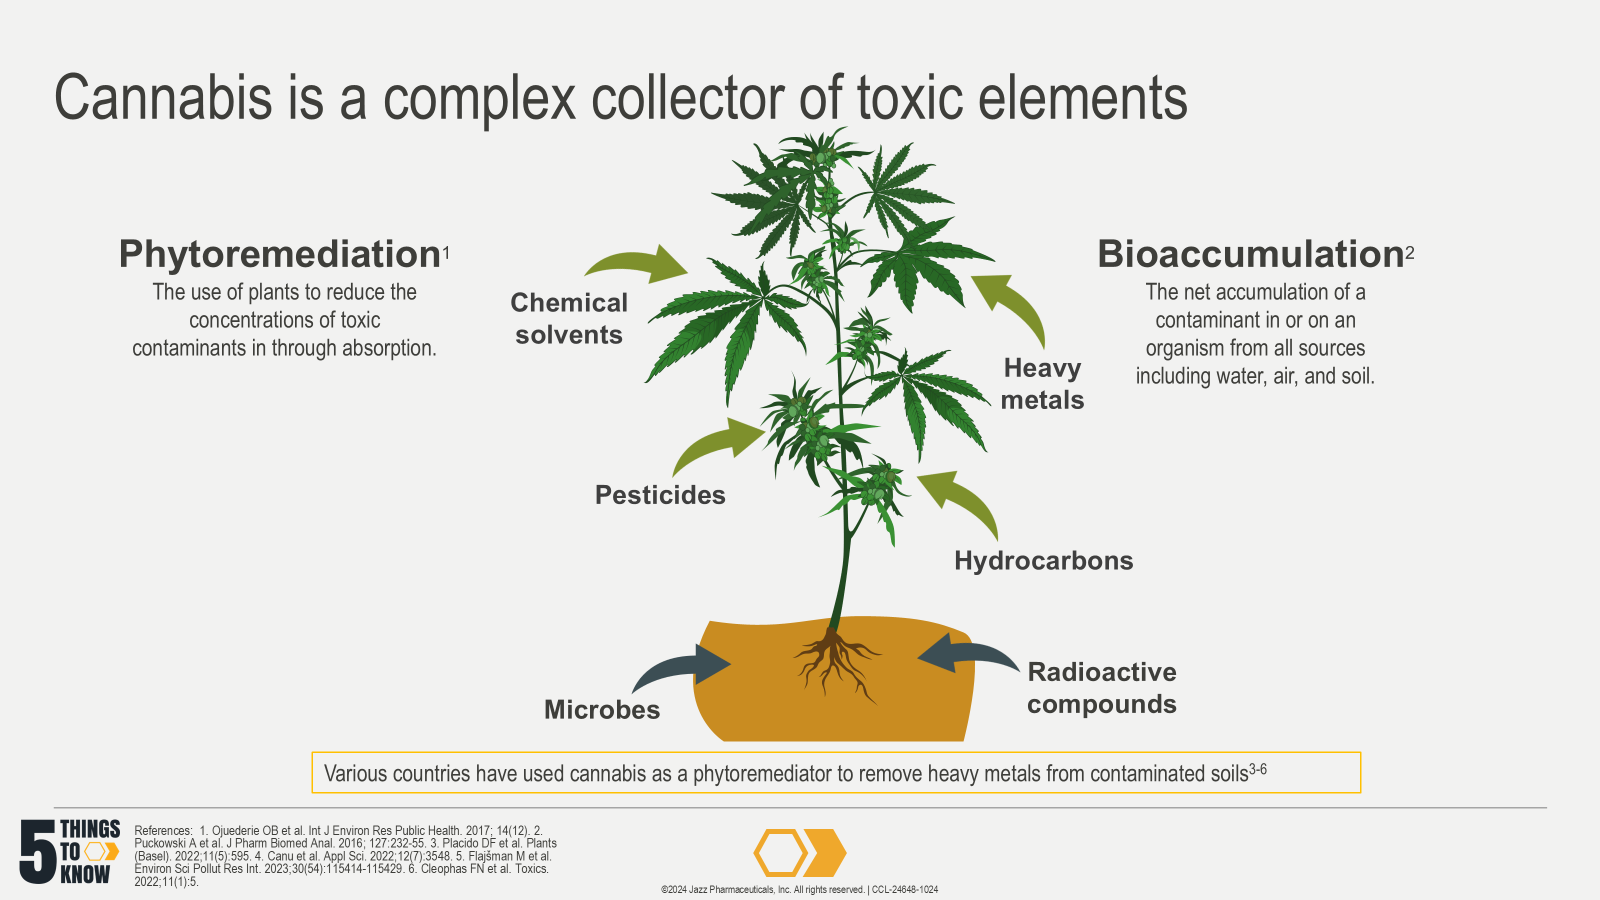 Cannabis is a complex collector of toxic elements
Phytoremediation1
The use of plants to reduce the
concentrations of toxic
contaminants in through absorption.
Chemical
solvents
Pesticides
Microbes
Heavy
metals
Hydrocarbons
Radioactive
compounds
Bioaccumulation2
The net accumulation of a
contaminant in or on an
organism from all sources
including water, air, and soil.
Various countries have used cannabis as a phytoremediator to remove heavy metals from contaminated soils3-6
5 THINGS
TO
KNOW
References:  1. Ojuederie OB et al. Int J Environ Res Public Health. 2017; 14(12). 2.
Puckowski A et al. J Pharm Biomed Anal. 2016; 127:232-55. 3. Placido DF et al. Plants
(Basel). 2022;11(5):595. 4. Canu et al. Appl Sci. 2022;12(7):3548. 5. Flajšman M et al.
Environ Sci Pollut Res Int. 2023;30(54):115414-115429. 6. Cleophas FN et al. Toxics.
2022;11(1):5.
©2024 Jazz Pharmaceuticals, Inc. All rights reserved. | CCL-24648-1024